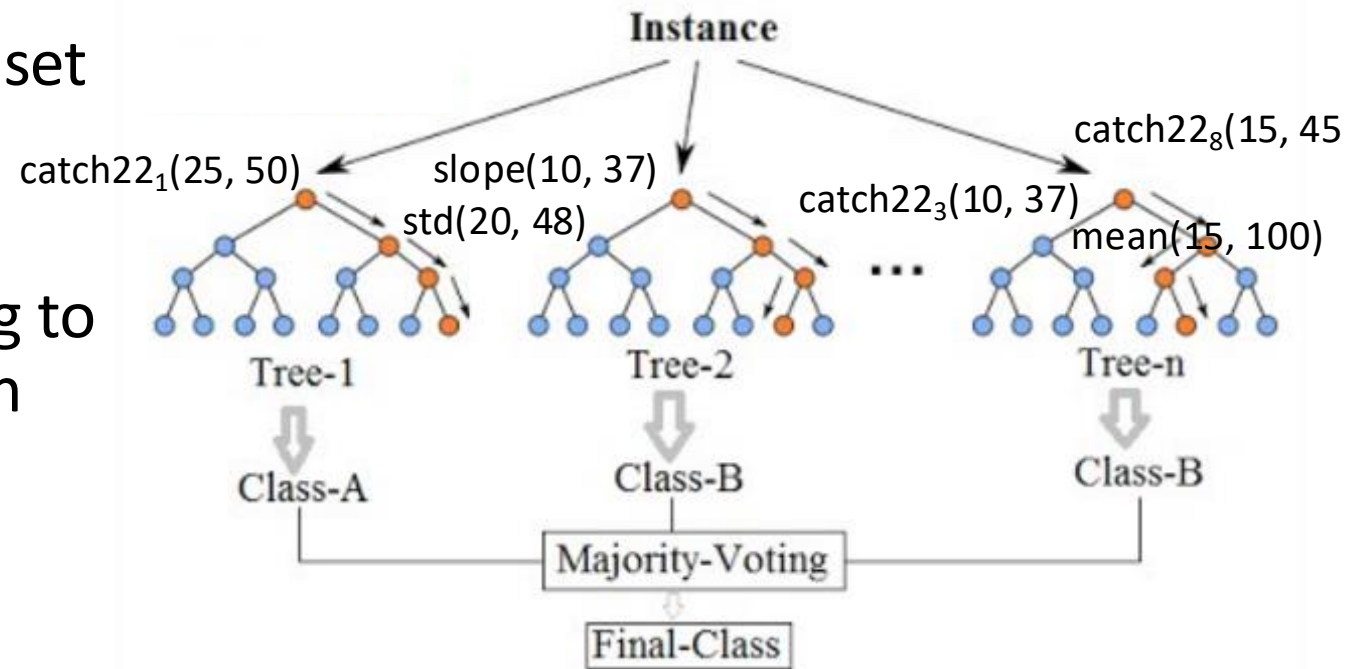 Instance
set
catch22₈(15, 45
catch22₁(25, 50)
slope(10, 37)
catch22₃(10, 37)
std(20, 48)
mean(15, 100)
...
g to
n
Tree-1
Tree-2
Tree-n
Class-A
Class-B
Class-B
Majority-Voting
Final-Class